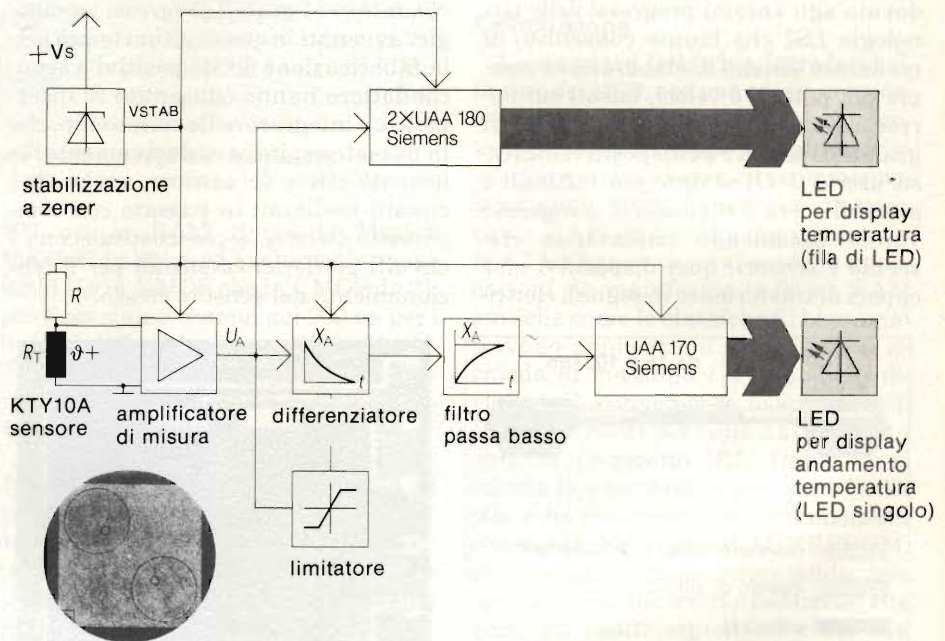 +Vs
VSTAB
2×UAA 180
Siemens
stabilizzazione
a zener
LED
per display
temperatura
(fila di LED)
R
R_T ϑ+
U_A
X_A
t
X_A
t
UAA 170
Siemens
KTY10A
sensore
amplificatore
di misura
differenziatore
filtro
passa basso
LED
per display
andamento
temperatura
(LED singolo)
limitatore